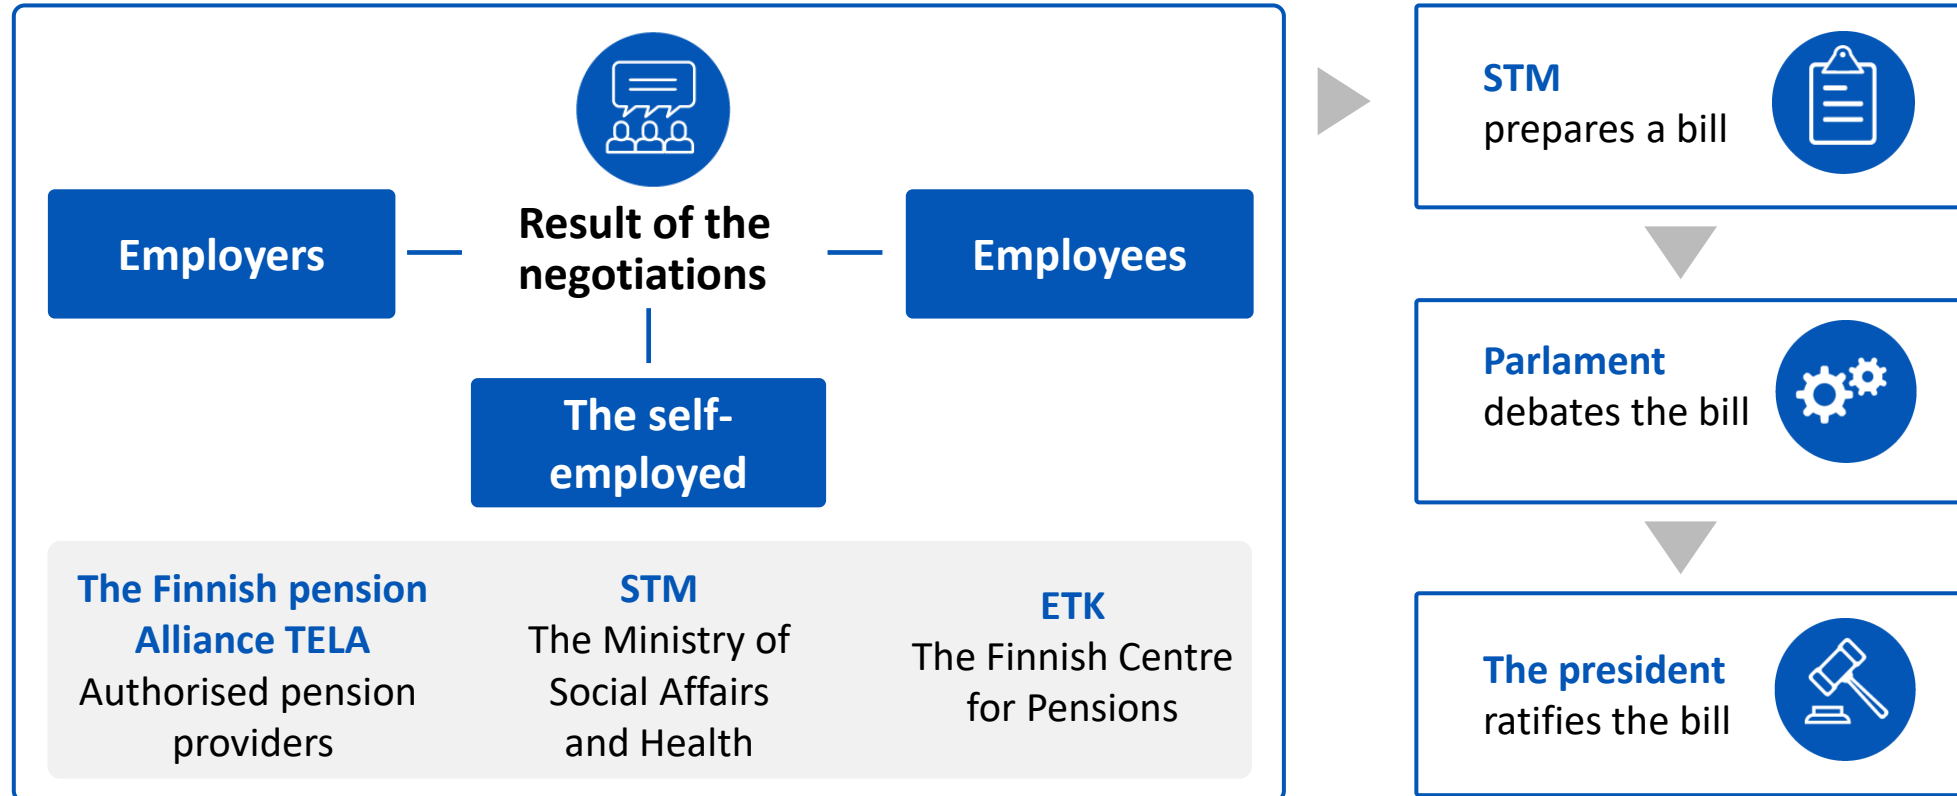 Result of the
negotiations
Employers
Employees
The self-
employed
The Finnish pension
Alliance TELA
Authorised pension
providers
STM
The Ministry of
Social Affairs
and Health
ETK
The Finnish Centre
for Pensions
STM
prepares a bill
Parlament
debates the bill
The president
ratifies the bill